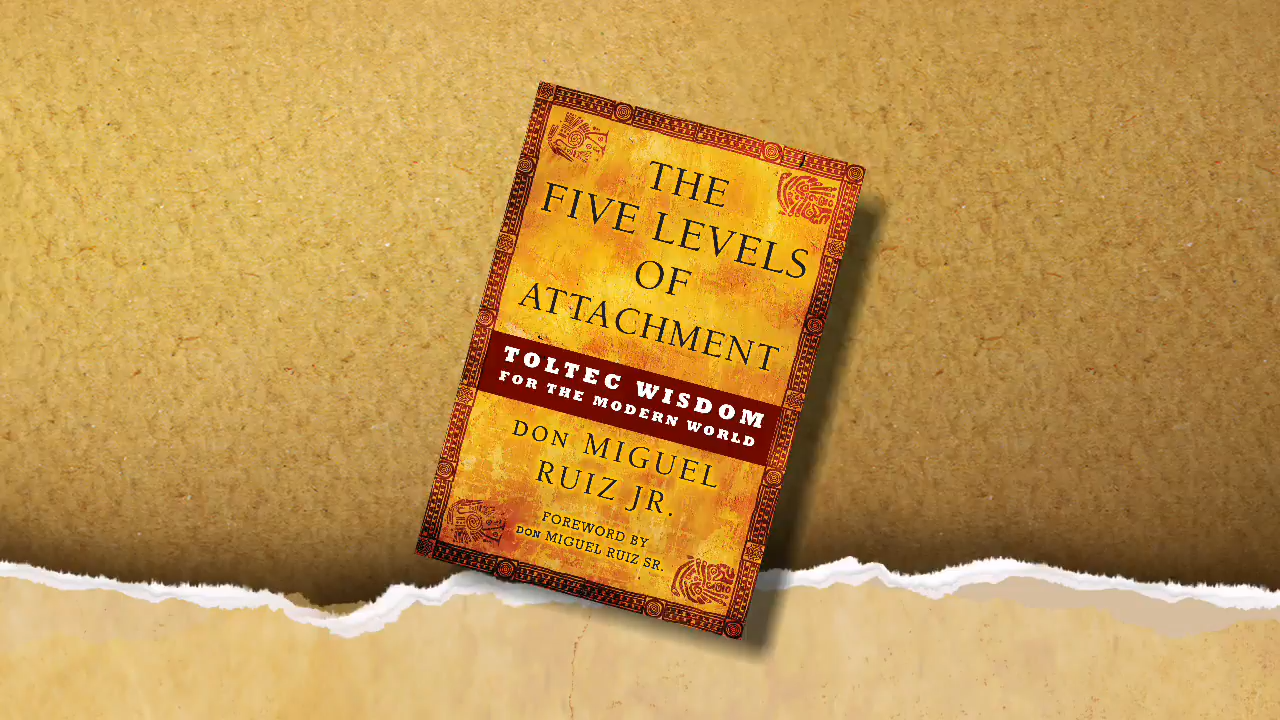 THE
FIVE LEVELS
OF
ATTACHMENT
TOLTEC WISDOM
FOR THE MODERN WORLD
DON MIGUEL
RUIZ JR.
FOREWORD BY
DON MIGUEL RUIZ SR.